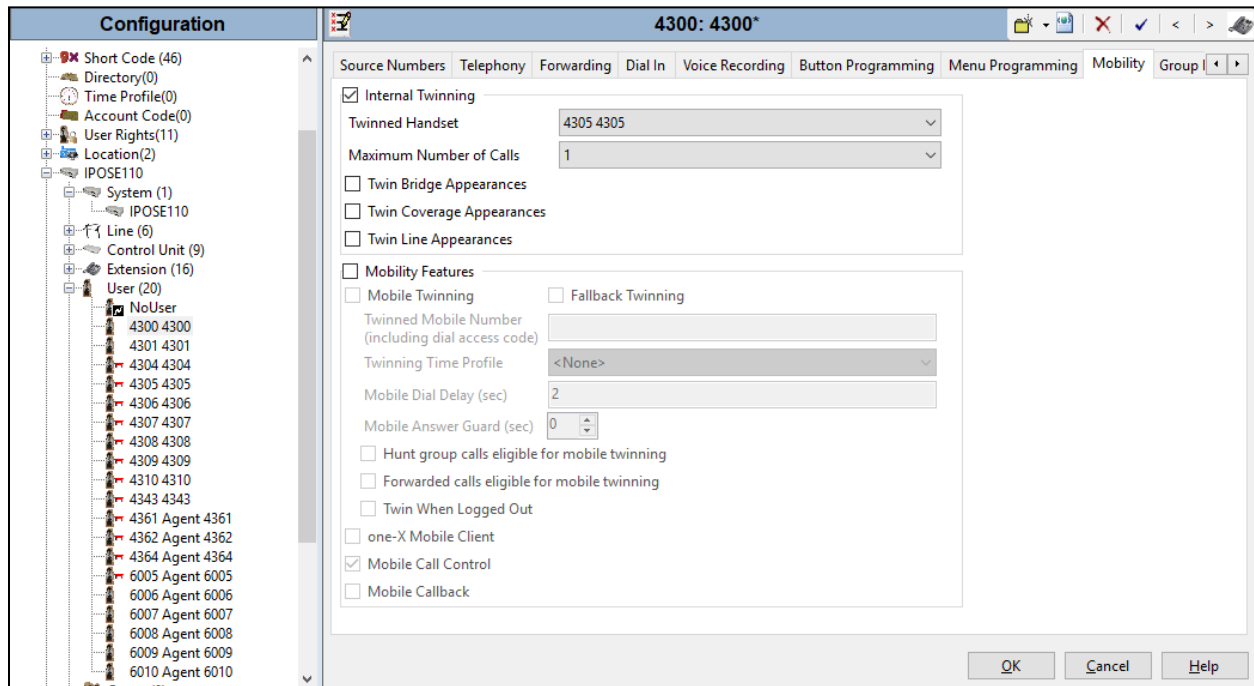 Configuration
Short Code (46)
Directory(0)
Time Profile(0)
Account Code(0)
User Rights(11)
Location(2)
IPOSE110
System (1)
IPOSE110
Line (6)
Control Unit (9)
Extension (16)
User (20)
NoUser
4300 4300
4301 4301
4304 4304
4305 4305
4306 4306
4307 4307
4308 4308
4309 4309
4310 4310
4343 4343
4361 Agent 4361
4362 Agent 4362
4364 Agent 4364
6005 Agent 6005
6006 Agent 6006
6007 Agent 6007
6008 Agent 6008
6009 Agent 6009
6010 Agent 6010
4300: 4300*
Source Numbers Telephony Forwarding Dial In Voice Recording Button Programming Menu Programming Mobility Group
Internal Twinning
Twinned Handset 4305 4305
Maximum Number of Calls 1
Twin Bridge Appearances
Twin Coverage Appearances
Twin Line Appearances
Mobility Features
Mobile Twinning Fallback Twinning
Twinned Mobile Number
(including dial access code)
Twinning Time Profile <None>
Mobile Dial Delay (sec) 2
Mobile Answer Guard (sec) 0
Hunt group calls eligible for mobile twinning
Forwarded calls eligible for mobile twinning
Twin When Logged Out
one-X Mobile Client
Mobile Call Control
Mobile Callback
OK Cancel Help